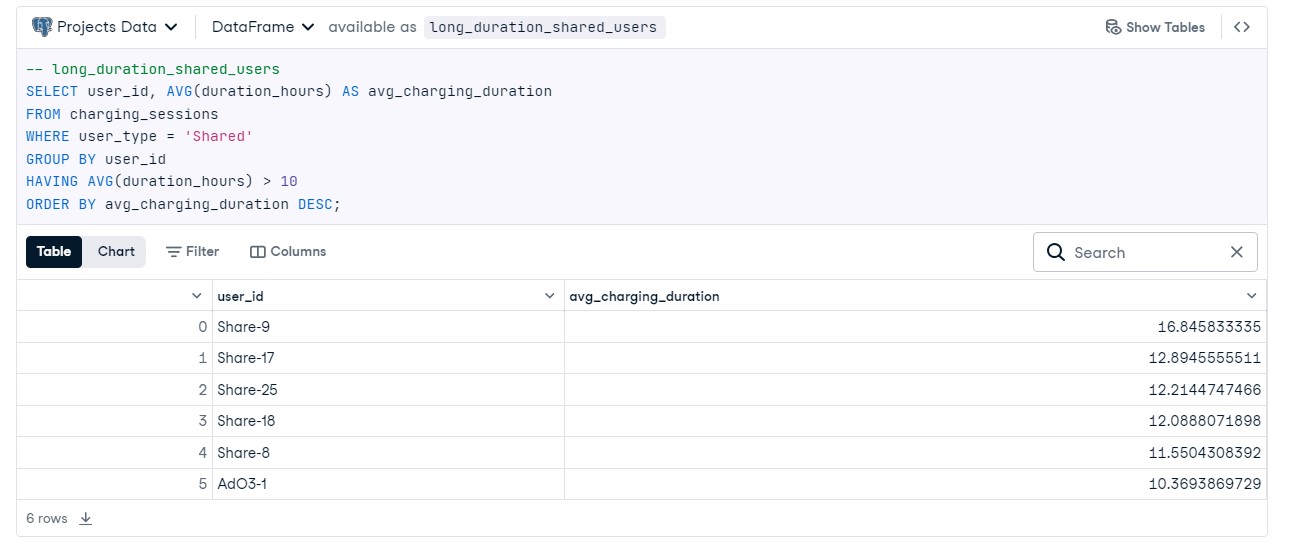 Projects Data DataFrame available as long_duration_shared_users Show Tables <>
-- long_duration_shared_users
SELECT user_id, AVG(duration_hours) AS avg_charging_duration
FROM charging_sessions
WHERE user_type = 'Shared'
GROUP BY user_id
HAVING AVG(duration_hours) > 10
ORDER BY avg_charging_duration DESC;
Table Chart Filter Columns Search
user_id avg_charging_duration
0 Share-9 16.845833335
1 Share-17 12.8945555511
2 Share-25 12.2144747466
3 Share-18 12.0888071898
4 Share-8 11.5504308392
5 AdO3-1 10.3693869729
6 rows